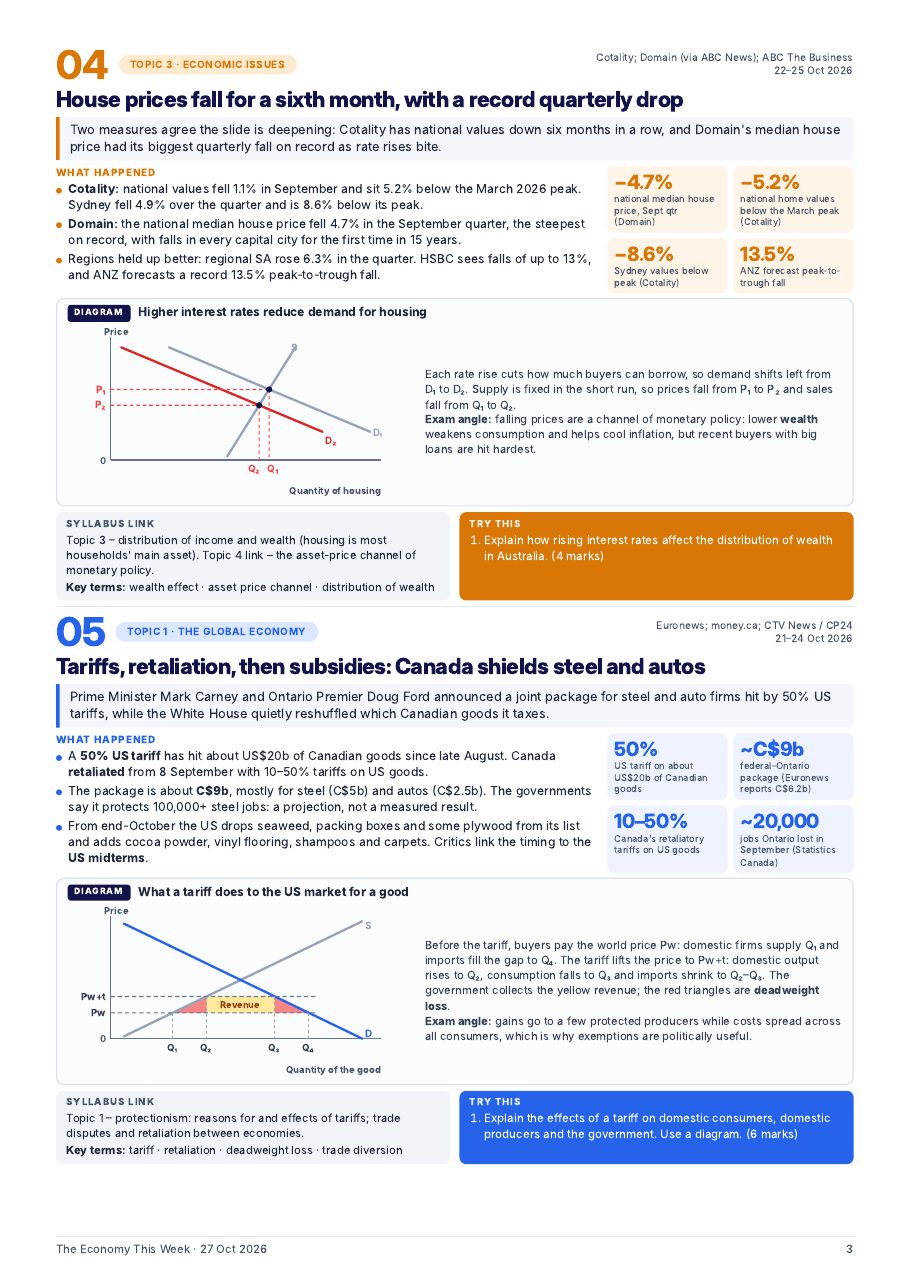 04
TOPIC 3 · ECONOMIC ISSUES
Cotality; Domain (via ABC News); ABC The Business
22–25 Oct 2026
House prices fall for a sixth month, with a record quarterly drop
Two measures agree the slide is deepening: Cotality has national values down six months in a row, and Domain's median house
price had its biggest quarterly fall on record as rate rises bite.
WHAT HAPPENED
Cotality: national values fell 1.1% in September and sit 5.2% below the March 2026 peak.
Sydney fell 4.9% over the quarter and is 8.6% below its peak.
Domain: the national median house price fell 4.7% in the September quarter, the steepest
on record, with falls in every capital city for the first time in 15 years.
Regions held up better: regional SA rose 6.3% in the quarter. HSBC sees falls of up to 13%,
and ANZ forecasts a record 13.5% peak-to-trough fall.
−4.7%
national median house
price, Sept qtr
(Domain)
−5.2%
national home values
below the March peak
(Cotality)
−8.6%
Sydney values below
peak (Cotality)
13.5%
ANZ forecast peak-to-
trough fall
DIAGRAM
Higher interest rates reduce demand for housing
Price
S
P₁
P₂
D₁
D₂
0
Q₂ Q₁
Quantity of housing
Each rate rise cuts how much buyers can borrow, so demand shifts left from
D₁ to D₂. Supply is fixed in the short run, so prices fall from P₁ to P₂ and sales
fall from Q₁ to Q₂.
Exam angle: falling prices are a channel of monetary policy: lower wealth
weakens consumption and helps cool inflation, but recent buyers with big
loans are hit hardest.
SYLLABUS LINK
Topic 3 – distribution of income and wealth (housing is most
households' main asset). Topic 4 link – the asset-price channel of
monetary policy.
Key terms: wealth effect · asset price channel · distribution of wealth
TRY THIS
1. Explain how rising interest rates affect the distribution of wealth
in Australia. (4 marks)
05
TOPIC 1 · THE GLOBAL ECONOMY
Euronews; money.ca; CTV News / CP24
21–24 Oct 2026
Tariffs, retaliation, then subsidies: Canada shields steel and autos
Prime Minister Mark Carney and Ontario Premier Doug Ford announced a joint package for steel and auto firms hit by 50% US
tariffs, while the White House quietly reshuffled which Canadian goods it taxes.
WHAT HAPPENED
A 50% US tariff has hit about US$20b of Canadian goods since late August. Canada
retaliated from 8 September with 10–50% tariffs on US goods.
The package is about C$9b, mostly for steel (C$5b) and autos (C$2.5b). The governments
say it protects 100,000+ steel jobs: a projection, not a measured result.
From end-October the US drops seaweed, packing boxes and some plywood from its list
and adds cocoa powder, vinyl flooring, shampoos and carpets. Critics link the timing to the
US midterms.
50%
US tariff on about
US$20b of Canadian
goods
~C$9b
federal-Ontario
package (Euronews
reports C$6.2b)
10–50%
Canada's retaliatory
tariffs on US goods
~20,000
jobs Ontario lost in
September (Statistics
Canada)
DIAGRAM
What a tariff does to the US market for a good
Price
S
Pw+t
Revenue
Pw
0
D
Q₁ Q₂ Q₃ Q₄
Quantity of the good
Before the tariff, buyers pay the world price Pw: domestic firms supply Q₁ and
imports fill the gap to Q₄. The tariff lifts the price to Pw+t: domestic output
rises to Q₂, consumption falls to Q₃ and imports shrink to Q₂–Q₃. The
government collects the yellow revenue; the red triangles are deadweight
loss.
Exam angle: gains go to a few protected producers while costs spread across
all consumers, which is why exemptions are politically useful.
SYLLABUS LINK
Topic 1 – protectionism: reasons for and effects of tariffs; trade
disputes and retaliation between economies.
Key terms: tariff · retaliation · deadweight loss · trade diversion
TRY THIS
1. Explain the effects of a tariff on domestic consumers, domestic
producers and the government. Use a diagram. (6 marks)
The Economy This Week · 27 Oct 2026
3